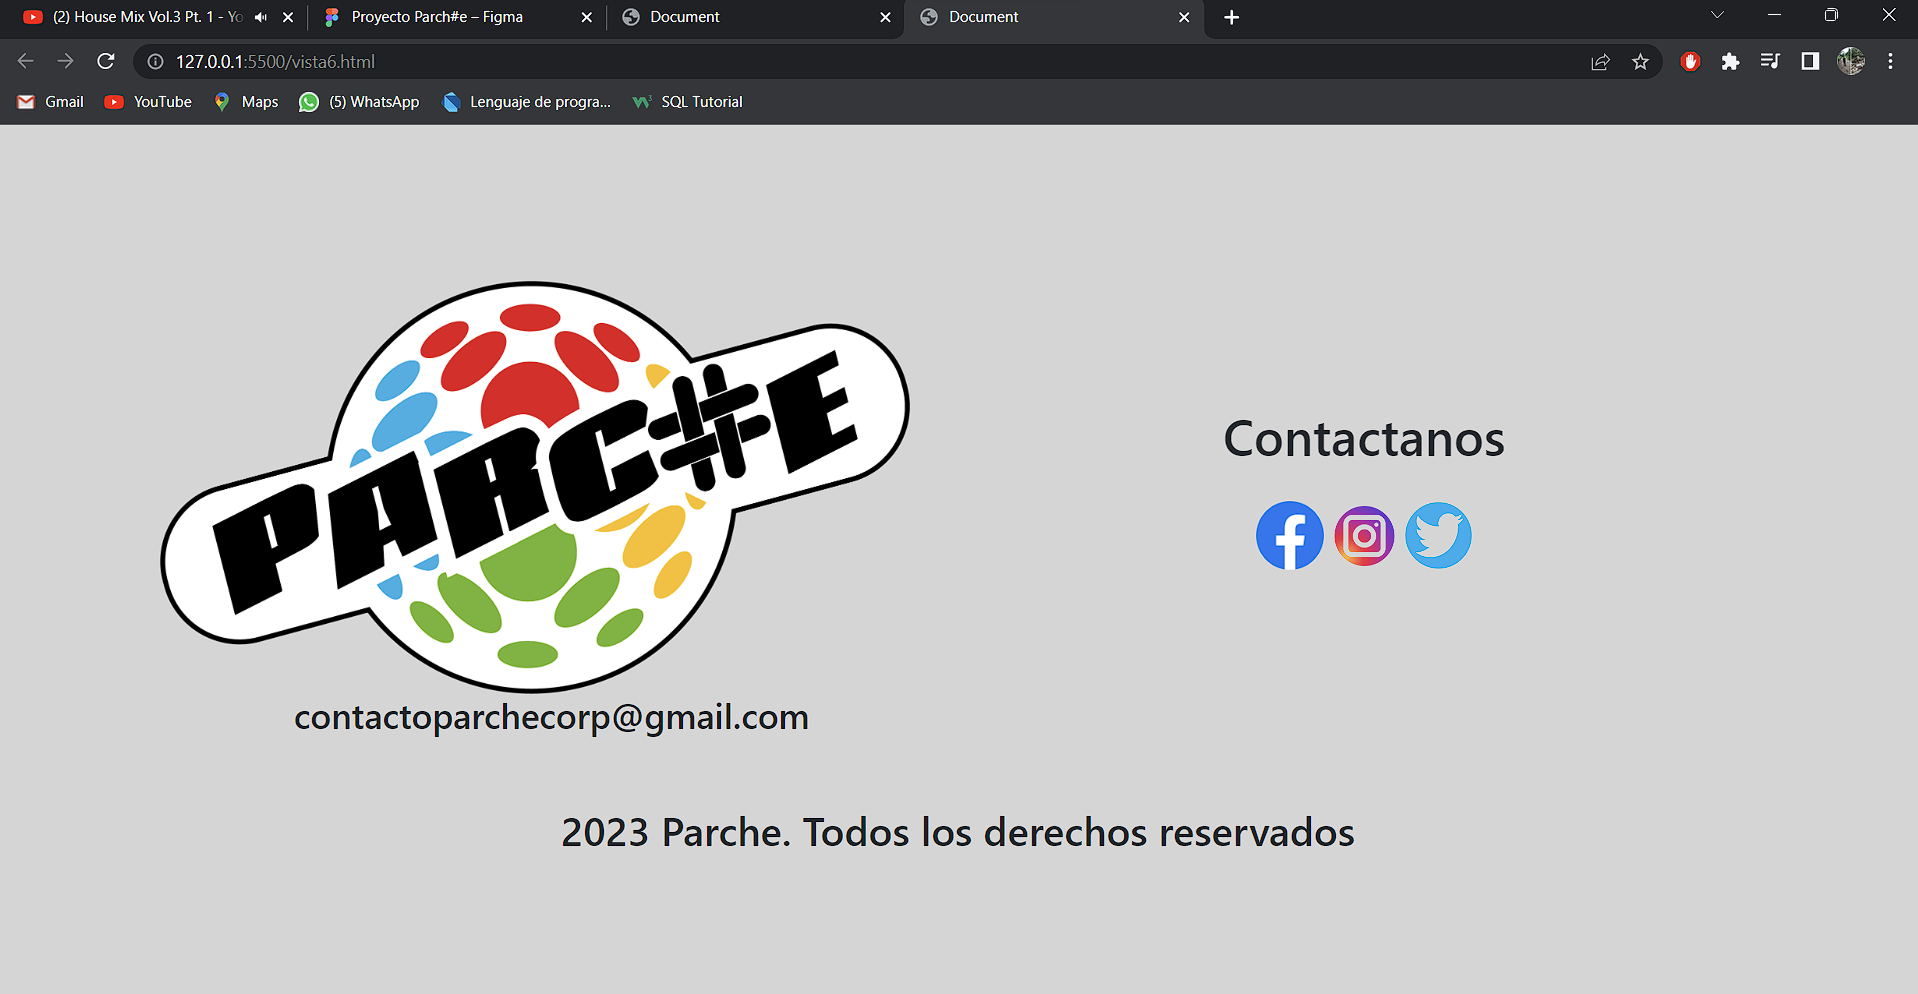 (2) House Mix Vol.3 Pt. 1 - Yo
Proyecto Parch#e – Figma
Document
Document
127.0.0.1:5500/vista6.html
Gmail
YouTube
Maps
(5) WhatsApp
Lenguaje de progra...
SQL Tutorial
PARC#E
Contactanos
contactoparchecorp@gmail.com
2023 Parche. Todos los derechos reservados